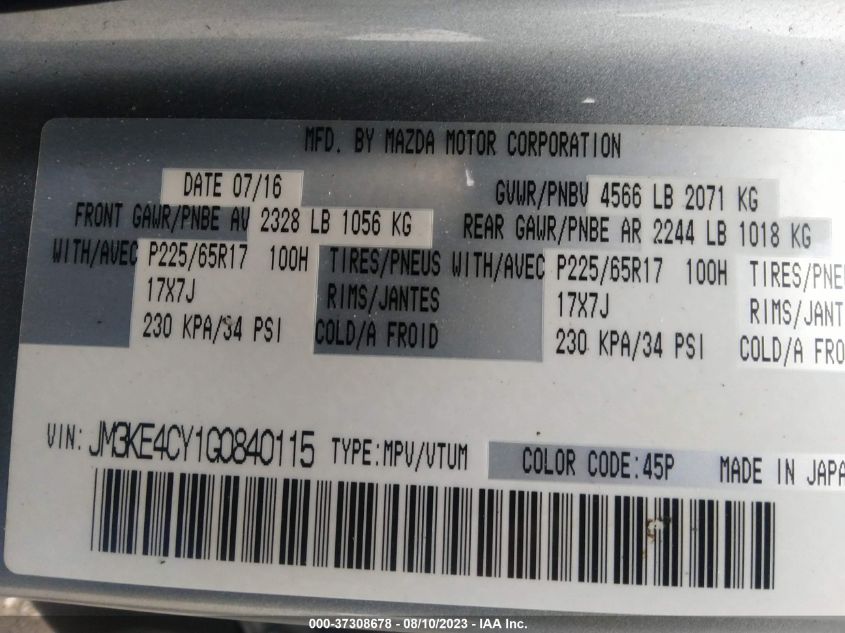 MFD. BY MAZDA MOTOR CORPORATION
DATE 07/16 GVWR/PNBV 4566 LB 2071 KG
FRONT GAWR/PNBE AV 2328 LB 1056 KG REAR GAWR/PNBE AR 2244 LB 1018 KG
WITH/AVEC P225/65R17 100H TIRES/PNEUS WITH/AVEC P225/65R17 100H TIRES/PNE
17X7J RIMS/JANTES 17X7J RIMS/JANT
230 KPA/34 PSI COLD/A FROID 230 KPA/34 PSI COLD/A FRO
VIN: JM3KE4CY1G0840115 TYPE:MPV/VTUM COLOR CODE:45P MADE IN JAPA
000-37308678 - 08/10/2023 - IAA Inc.